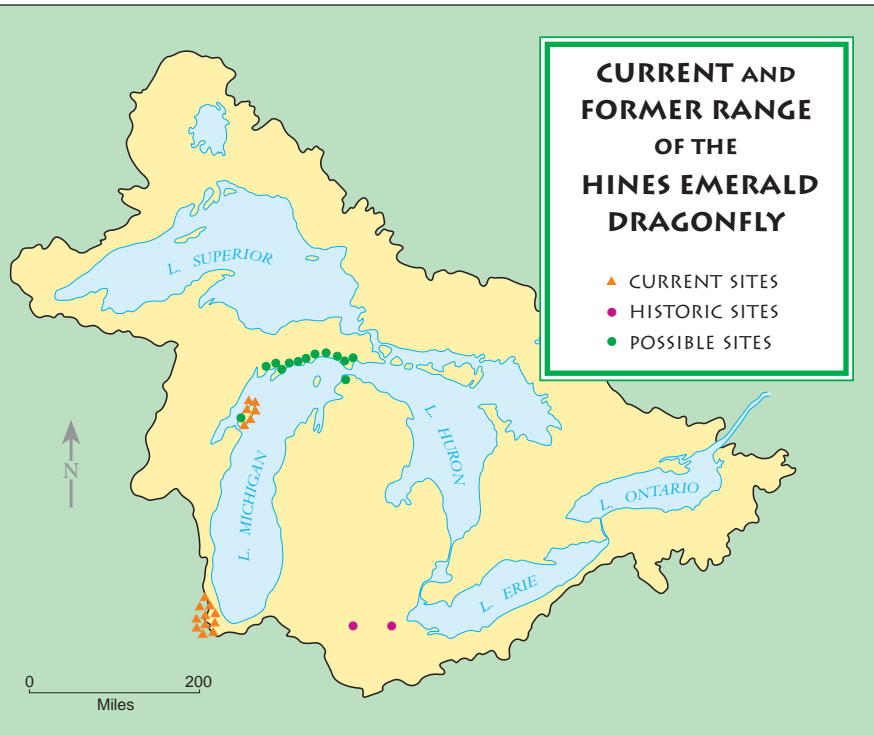 CURRENT AND
FORMER RANGE
OF THE
HINES EMERALD
DRAGONFLY
CURRENT SITES
HISTORIC SITES
POSSIBLE SITES
L. SUPERIOR
L. HURON
L. MICHIGAN
L. ONTARIO
L. ERIE
N
0 200
Miles